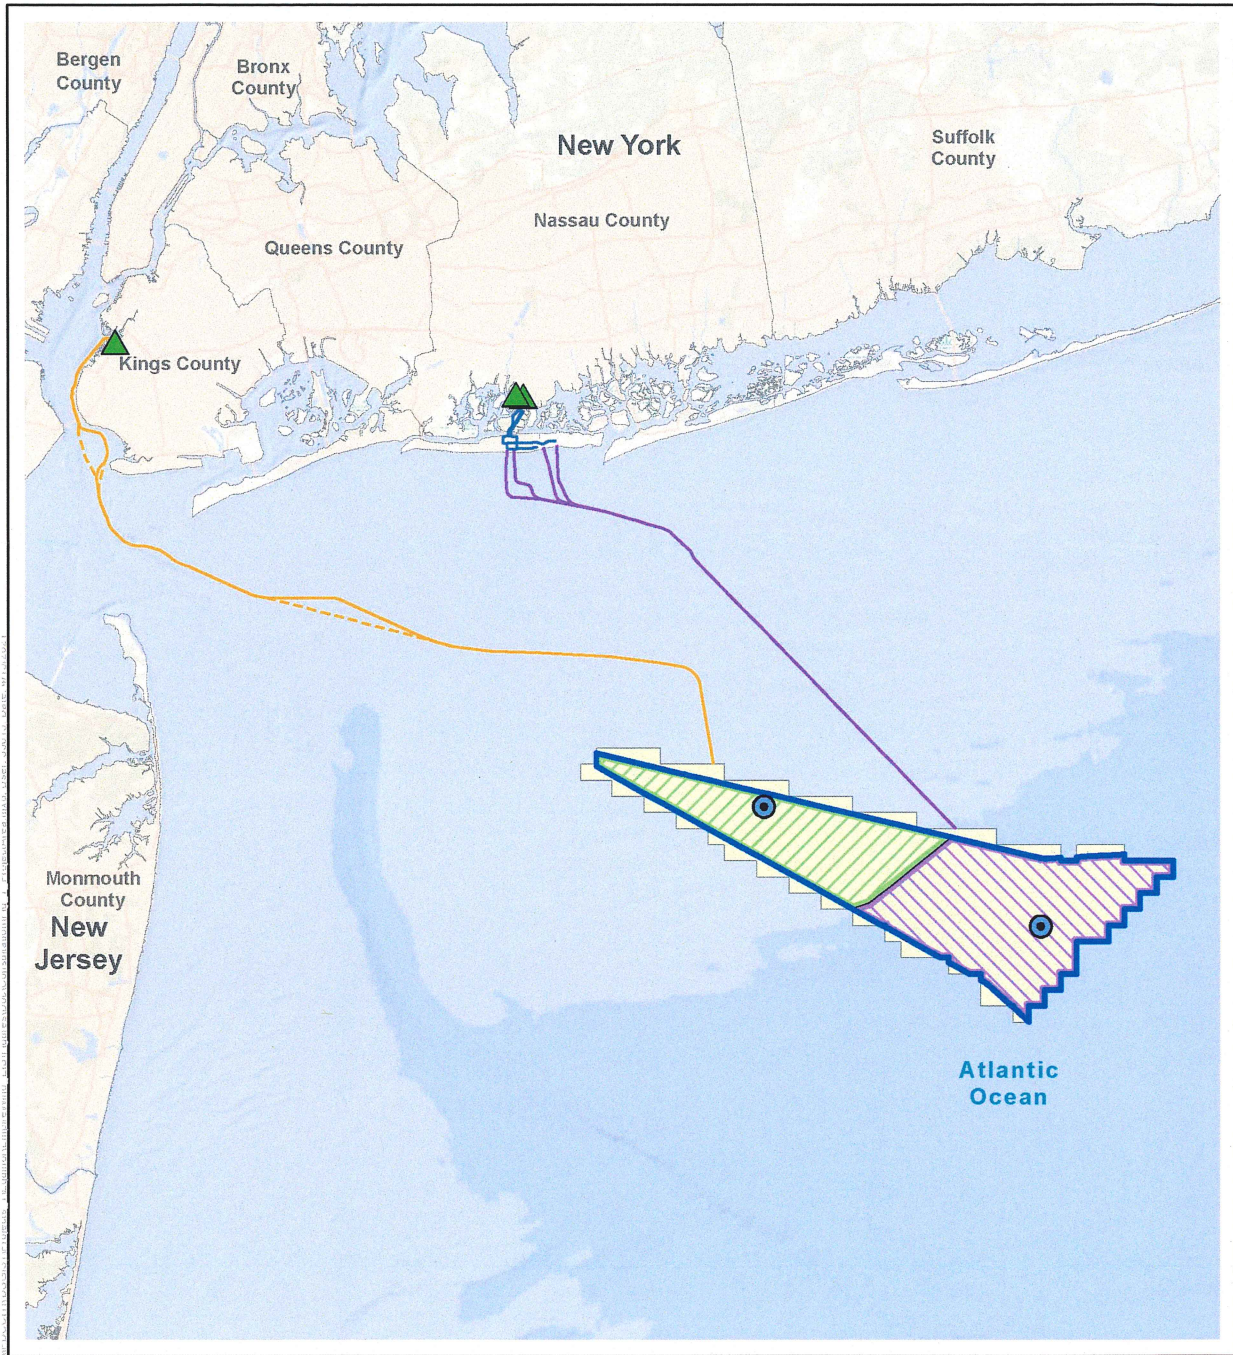 Bergen
County
Bronx
County
New York
Suffolk
County
Nassau County
Queens County
Kings County
Monmouth
County
New
Jersey
Atlantic
Ocean